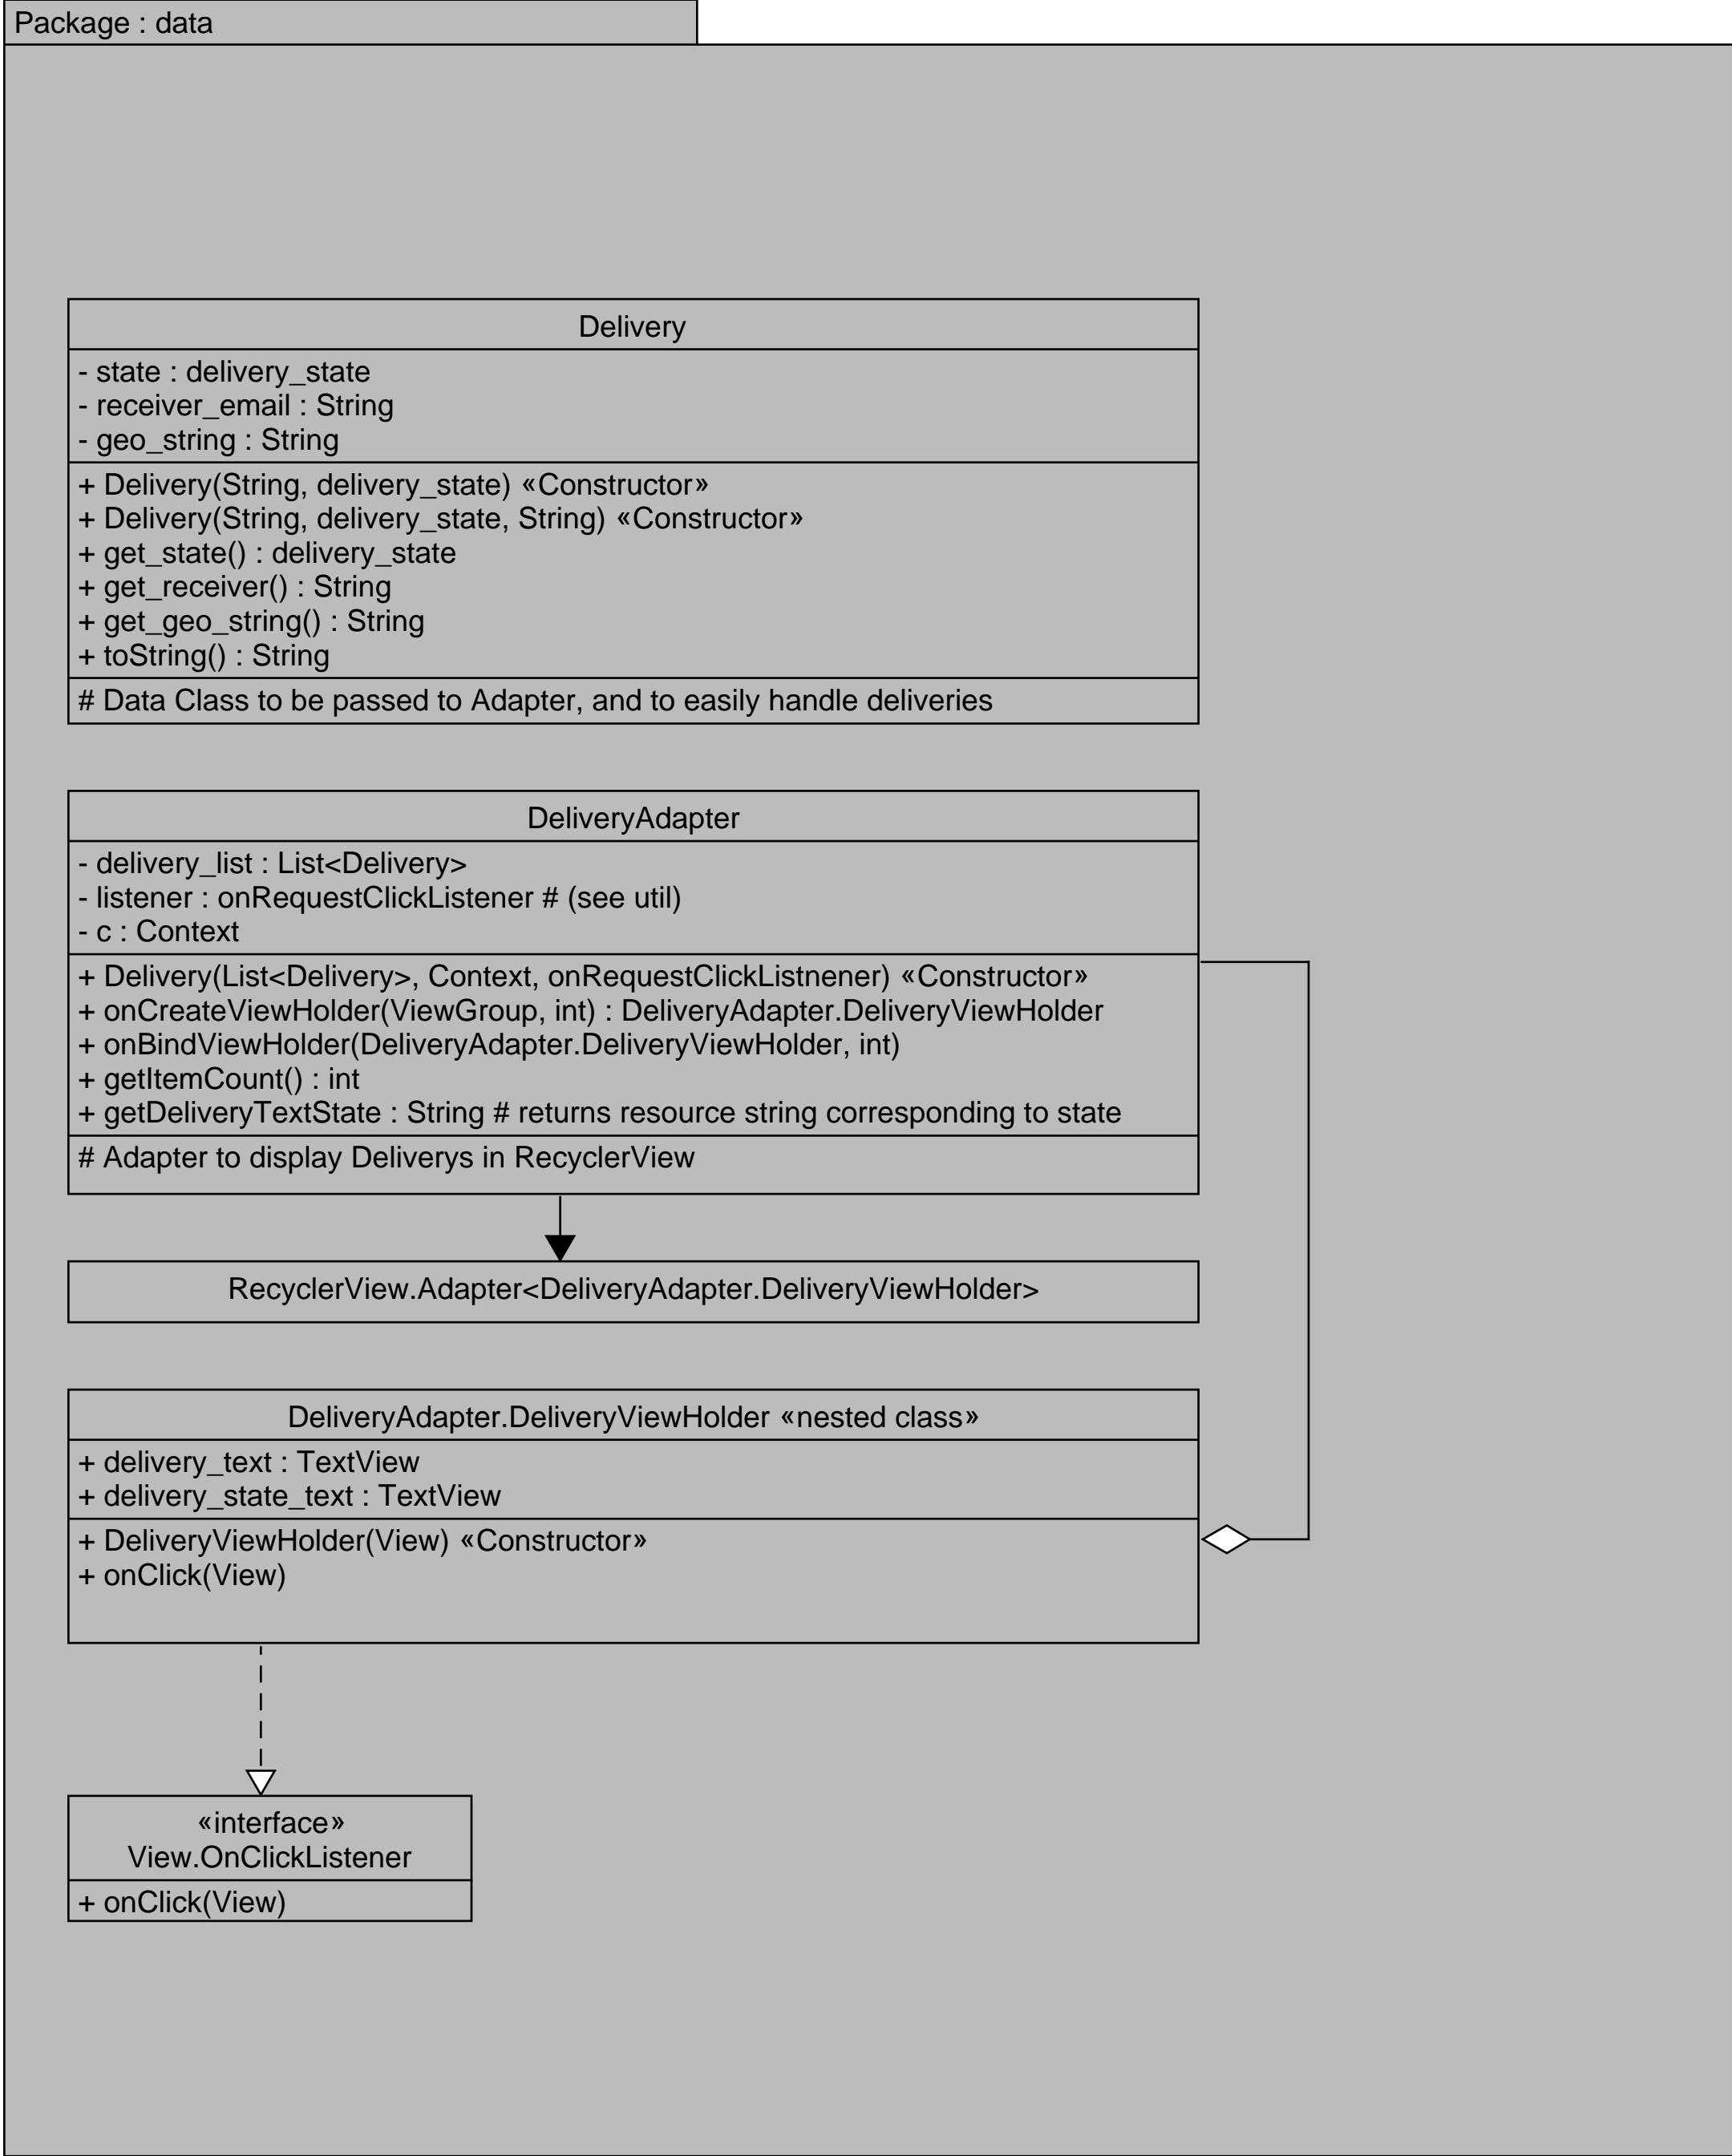 Package : data
Delivery
- state : delivery_state
- receiver_email : String
- geo_string : String
+ Delivery(String, delivery_state) «Constructor»
+ Delivery(String, delivery_state, String) «Constructor»
+ get_state() : delivery_state
+ get_receiver() : String
+ get_geo_string() : String
+ toString() : String
# Data Class to be passed to Adapter, and to easily handle deliveries
DeliveryAdapter
- delivery_list : List<Delivery>
- listener : onRequestClickListener # (see util)
- c : Context
+ Delivery(List<Delivery>, Context, onRequestClickListnener) «Constructor»
+ onCreateViewHolder(ViewGroup, int) : DeliveryAdapter.DeliveryViewHolder
+ onBindViewHolder(DeliveryAdapter.DeliveryViewHolder, int)
+ getItemCount() : int
+ getDeliveryTextState : String # returns resource string corresponding to state
# Adapter to display Deliverys in RecyclerView
RecyclerView.Adapter<DeliveryAdapter.DeliveryViewHolder>
DeliveryAdapter.DeliveryViewHolder «nested class»
+ delivery_text : TextView
+ delivery_state_text : TextView
+ DeliveryViewHolder(View) «Constructor»
+ onClick(View)
«interface»
View.OnClickListener
+ onClick(View)